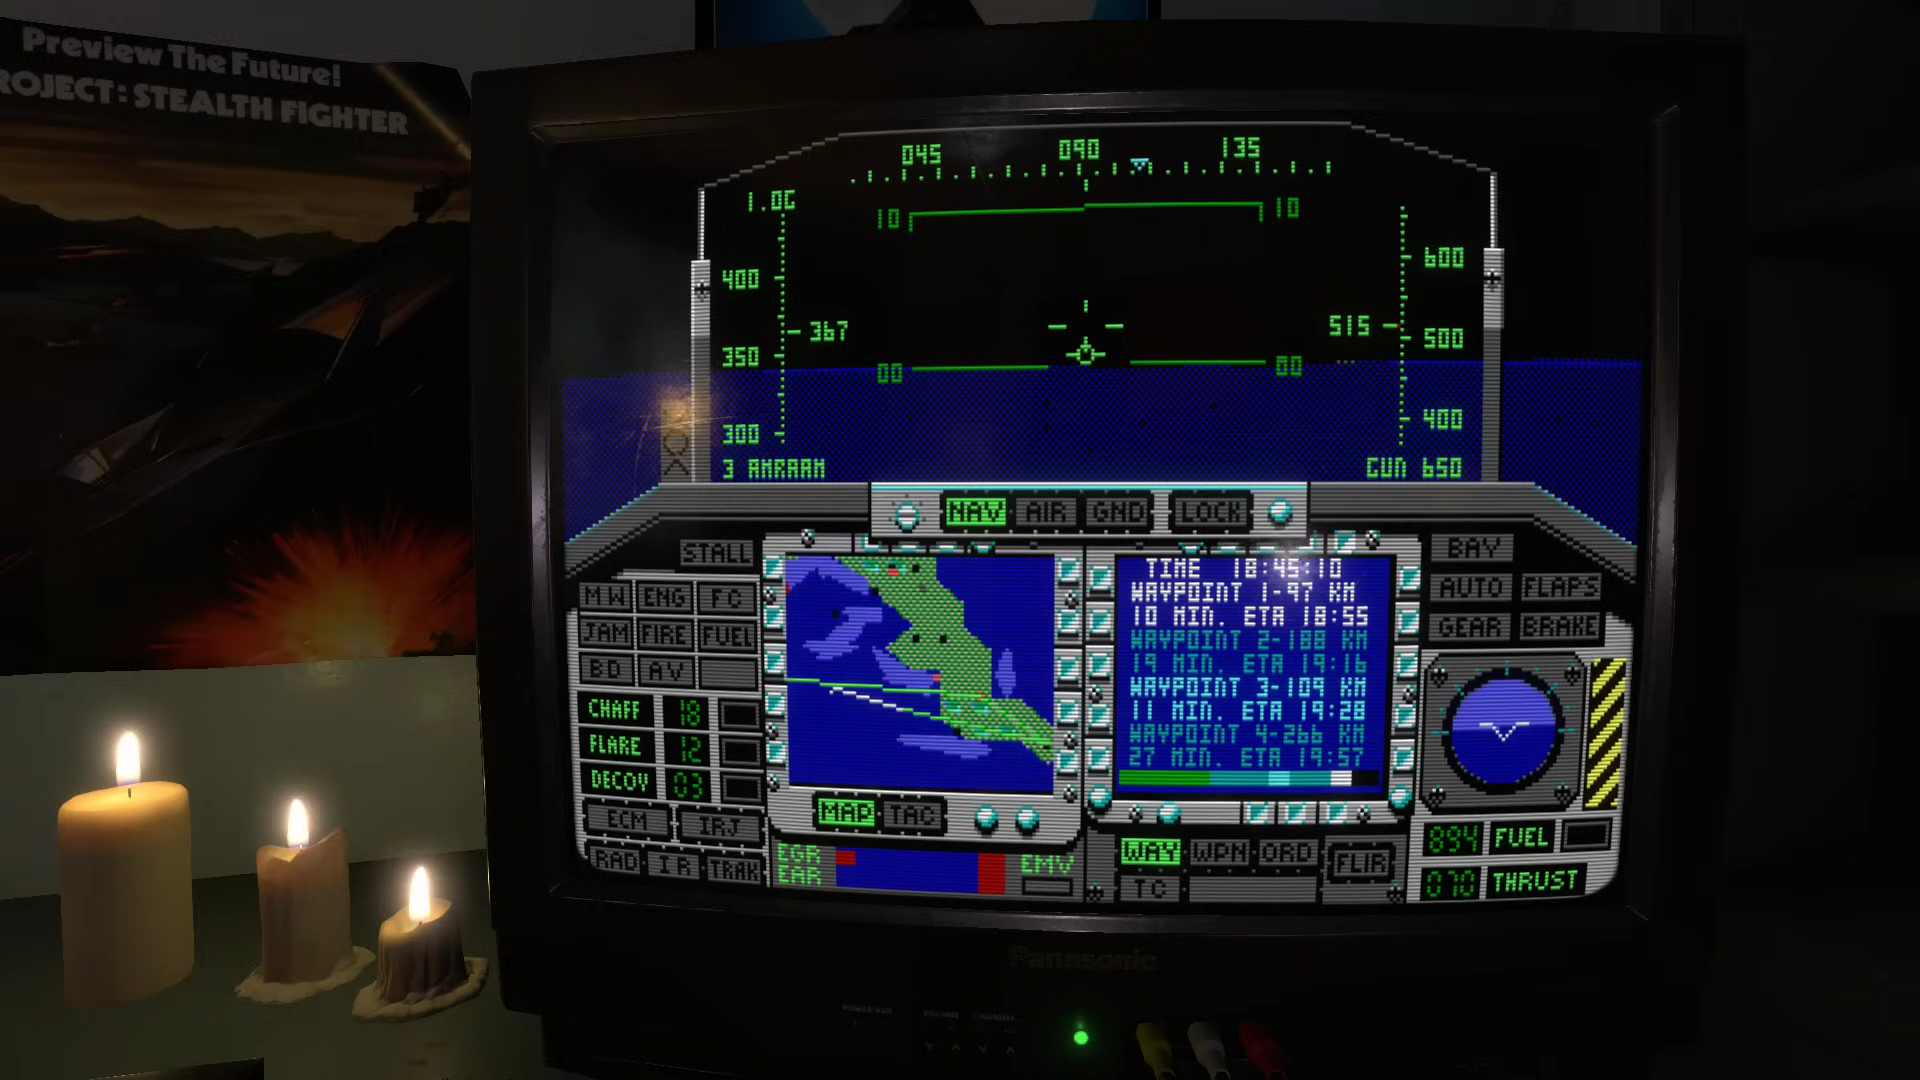 Preview The Future!
ROJECT: STEALTH FIGHTER
045 090 135
1.0G
10 10
400 600
367 515
350 500
00 00
300 400
3 AMRAAM GUN 650
NAV AIR GND LOCK
STALL
MW ENG FC
JAM FIRE FUEL
BD AV
CHAFF 18
FLARE 12
DECOY 03
ECM IRJ
RAD IR TRAK
MAP TAC
EGR
EAR
EMV
TIME 18:45:10
WAYPOINT 1-97 KM
10 MIN. ETA 18:55
WAYPOINT 2-188 KM
19 MIN. ETA 19:16
WAYPOINT 3-109 KM
11 MIN. ETA 19:28
WAYPOINT 4-266 KM
27 MIN. ETA 19:57
WAY WPN ORD
TC
FLIR
BAY
AUTO FLAPS
GEAR BRAKE
894 FUEL
070 THRUST
Panasonic
VOLUME CHANNEL